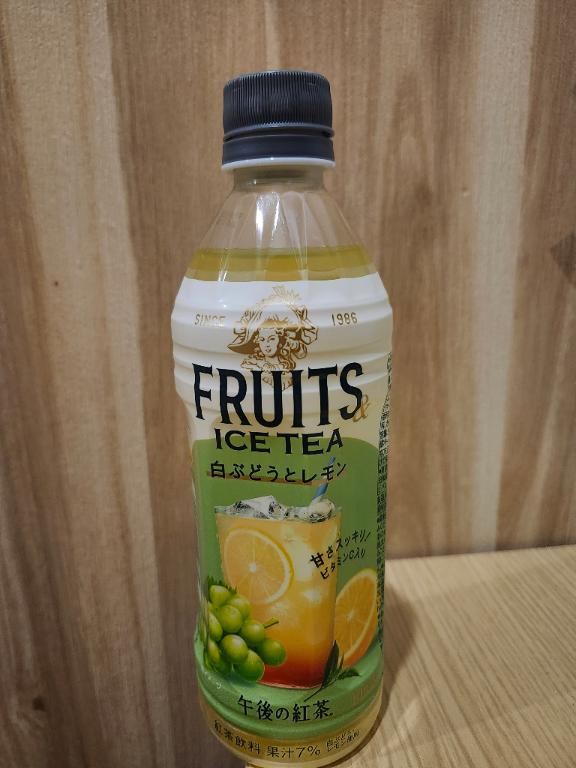 SINCE 1986
FRUITS
&
ICE TEA
白ぶどうとレモン
甘さスッキリ/
ビタミンC入り
午後の紅茶®
紅茶飲料 果汁7%